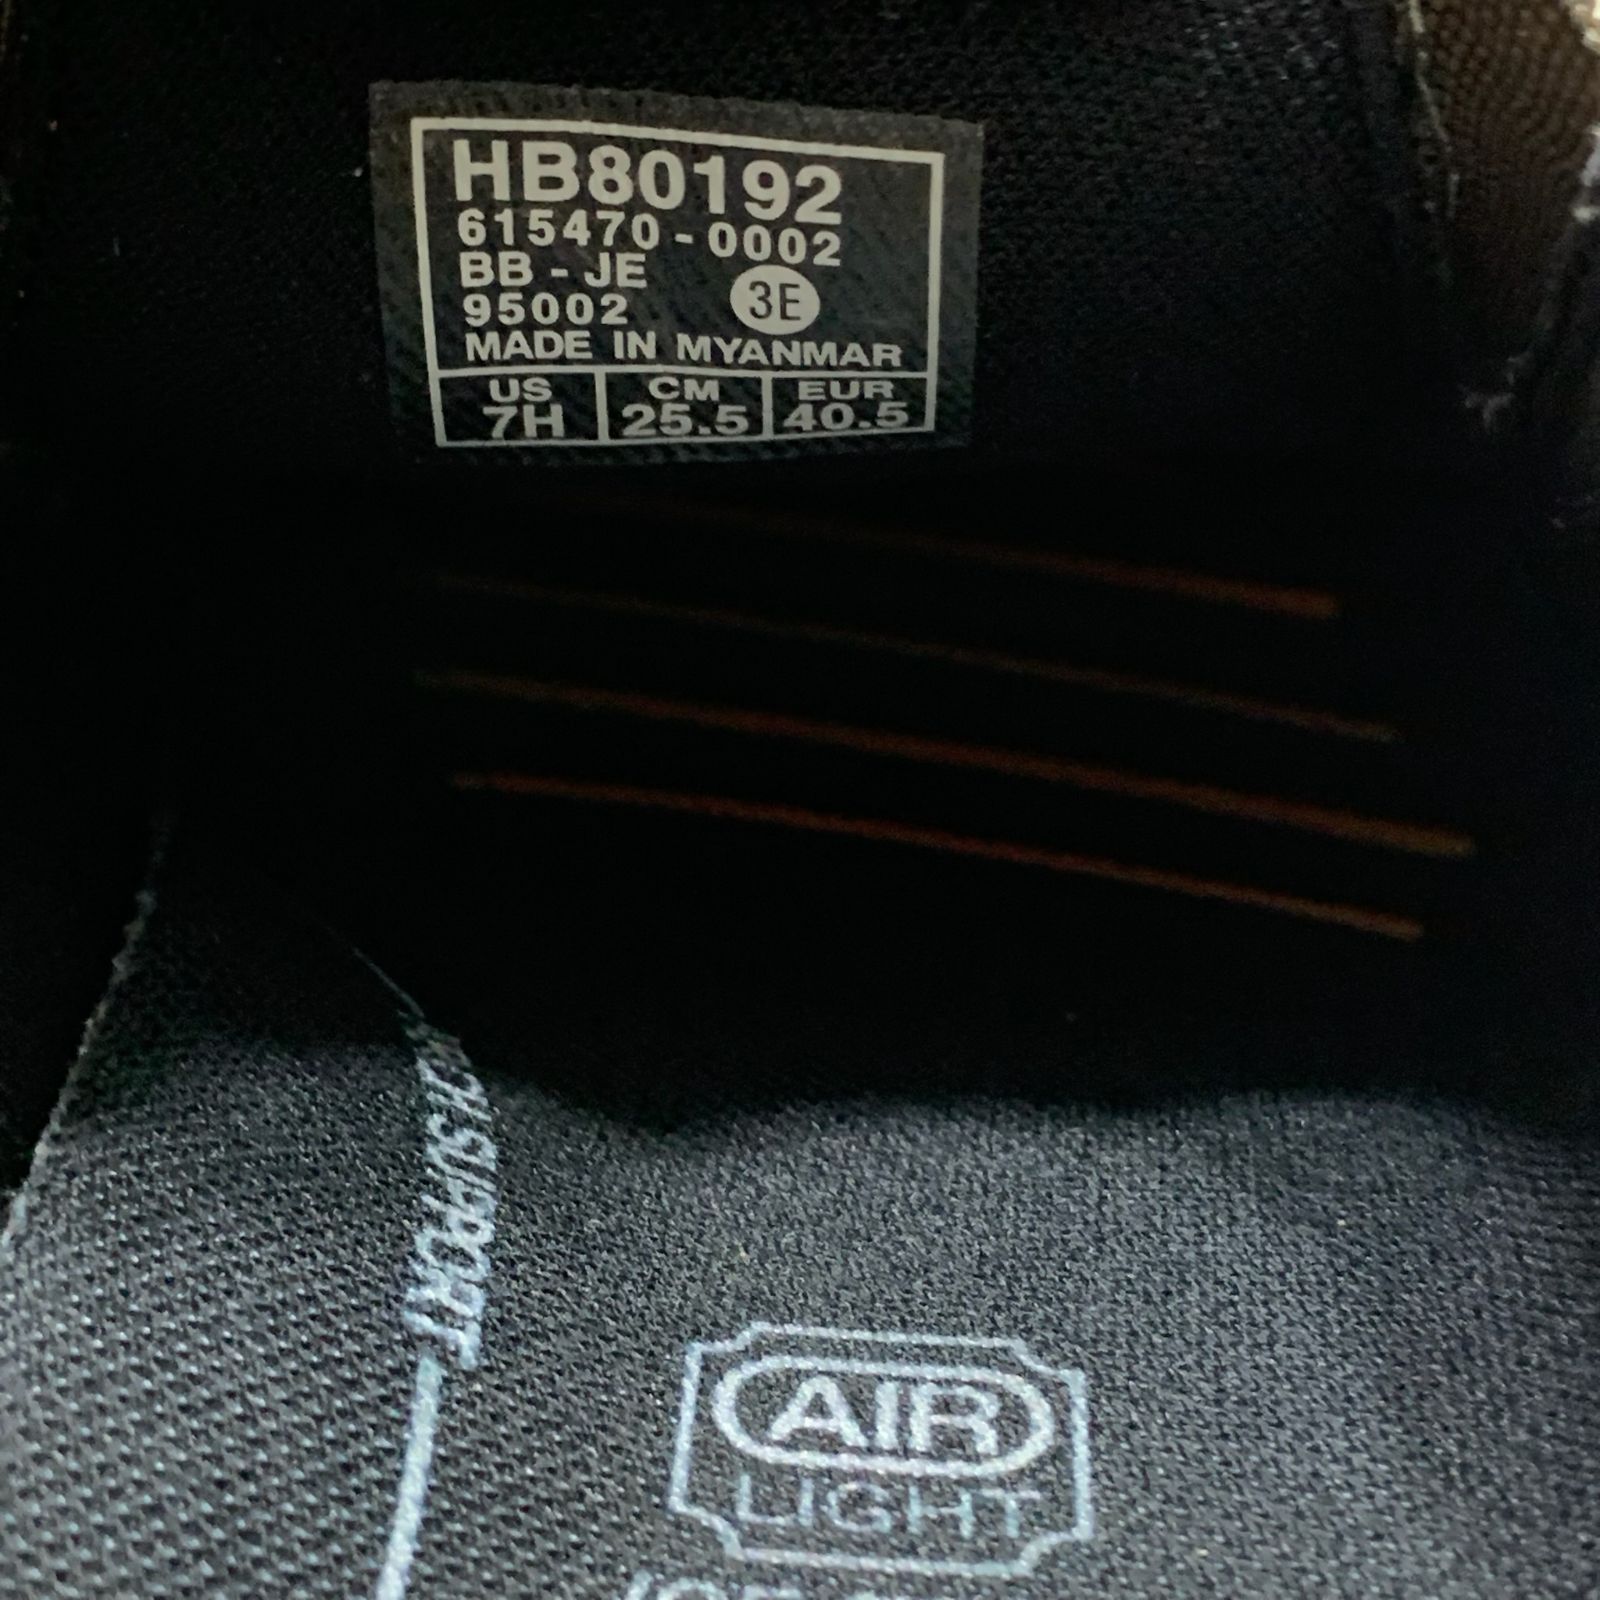 HB80192
615470-0002
BB - JE
95002 3E
MADE IN MYANMAR
US CM EUR
7H 25.5 40.5
SUPPORT
AIR
LIGHT